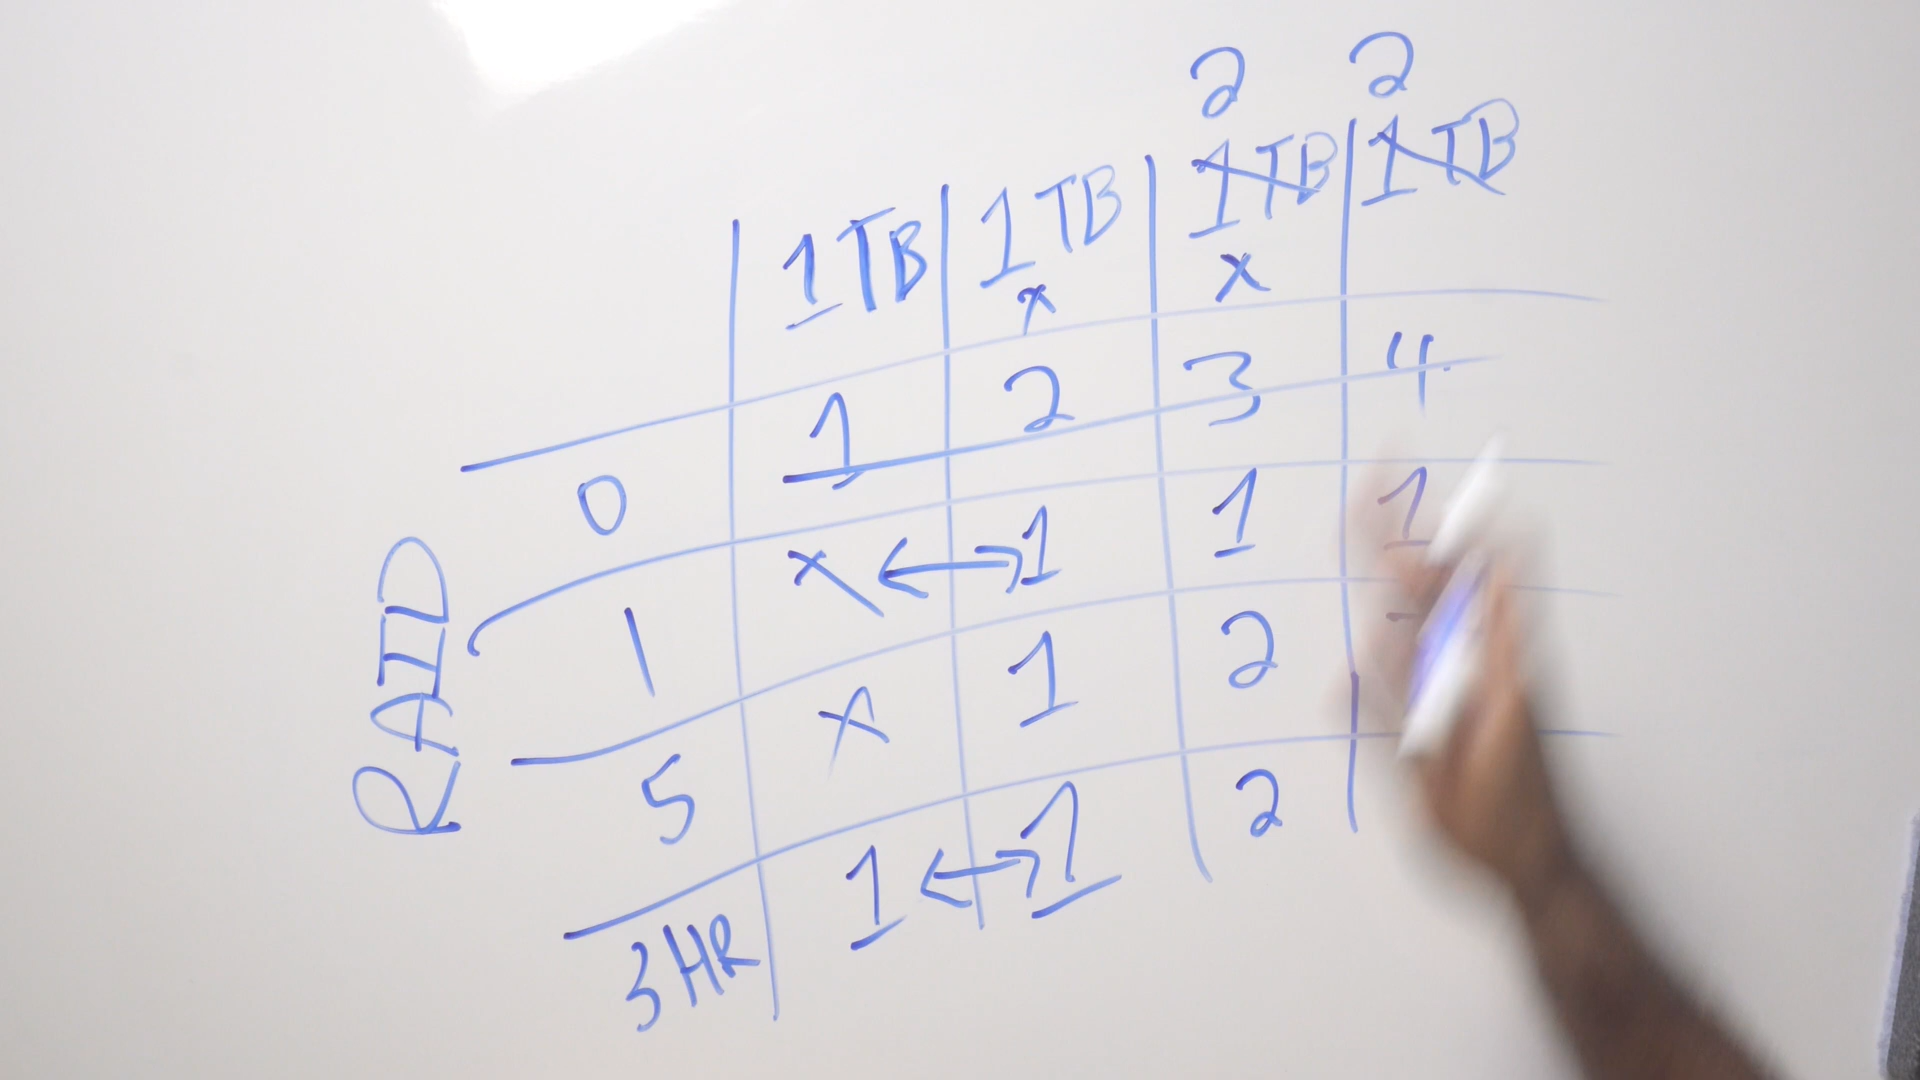 2 2
1TB 1TB 1TB 1TB
x x
0 1 2 3 4
1 x 1 1 1
5 x 1 2
3HR 1 1 2
RAID